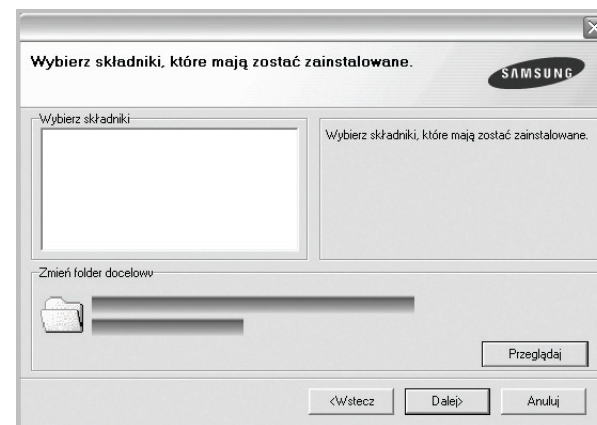 Wybierz składniki, które mają zostać zainstalowane.
SAMSUNG
Wybierz składniki
Wybierz składniki, które mają zostać zainstalowane.
Zmień folder docelowy
Przeglądaj
<Wstecz
Dalej>
Anuluj